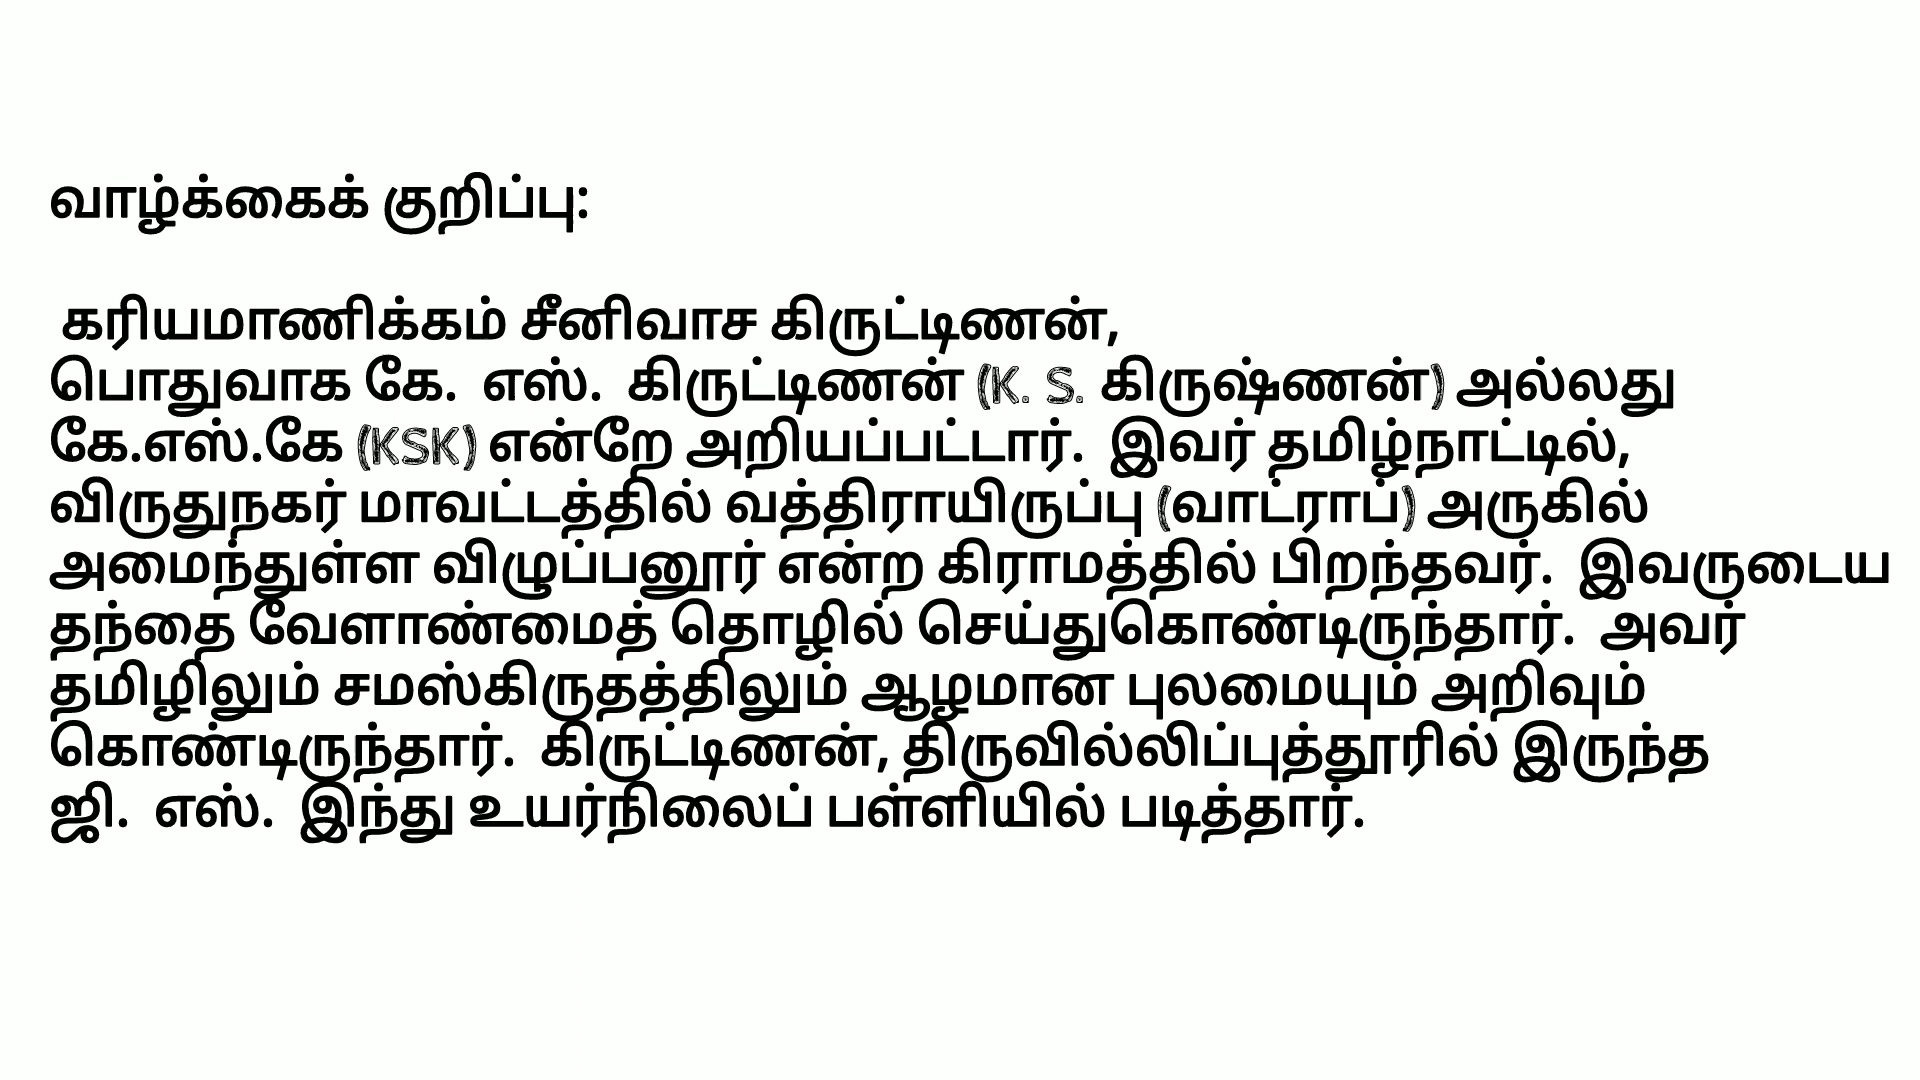 வாழ்க்கைக் குறிப்பு:
கரியமாணிக்கம் சீனிவாச கிருட்டிணன்,
பொதுவாக கே. எஸ். கிருட்டிணன் (K. S. கிருஷ்ணன்) அல்லது
கே.எஸ்.கே (KSK) என்றே அறியப்பட்டார். இவர் தமிழ்நாட்டில்,
விருதுநகர் மாவட்டத்தில் வத்திராயிருப்பு (வாட்ராப்) அருகில்
அமைந்துள்ள விழுப்பனூர் என்ற கிராமத்தில் பிறந்தவர். இவருடைய
தந்தை வேளாண்மைத் தொழில் செய்துகொண்டிருந்தார். அவர்
தமிழிலும் சமஸ்கிருதத்திலும் ஆழமான புலமையும் அறிவும்
கொண்டிருந்தார். கிருட்டிணன், திருவில்லிப்புத்தூரில் இருந்த
ஜி. எஸ். இந்து உயர்நிலைப் பள்ளியில் படித்தார்.